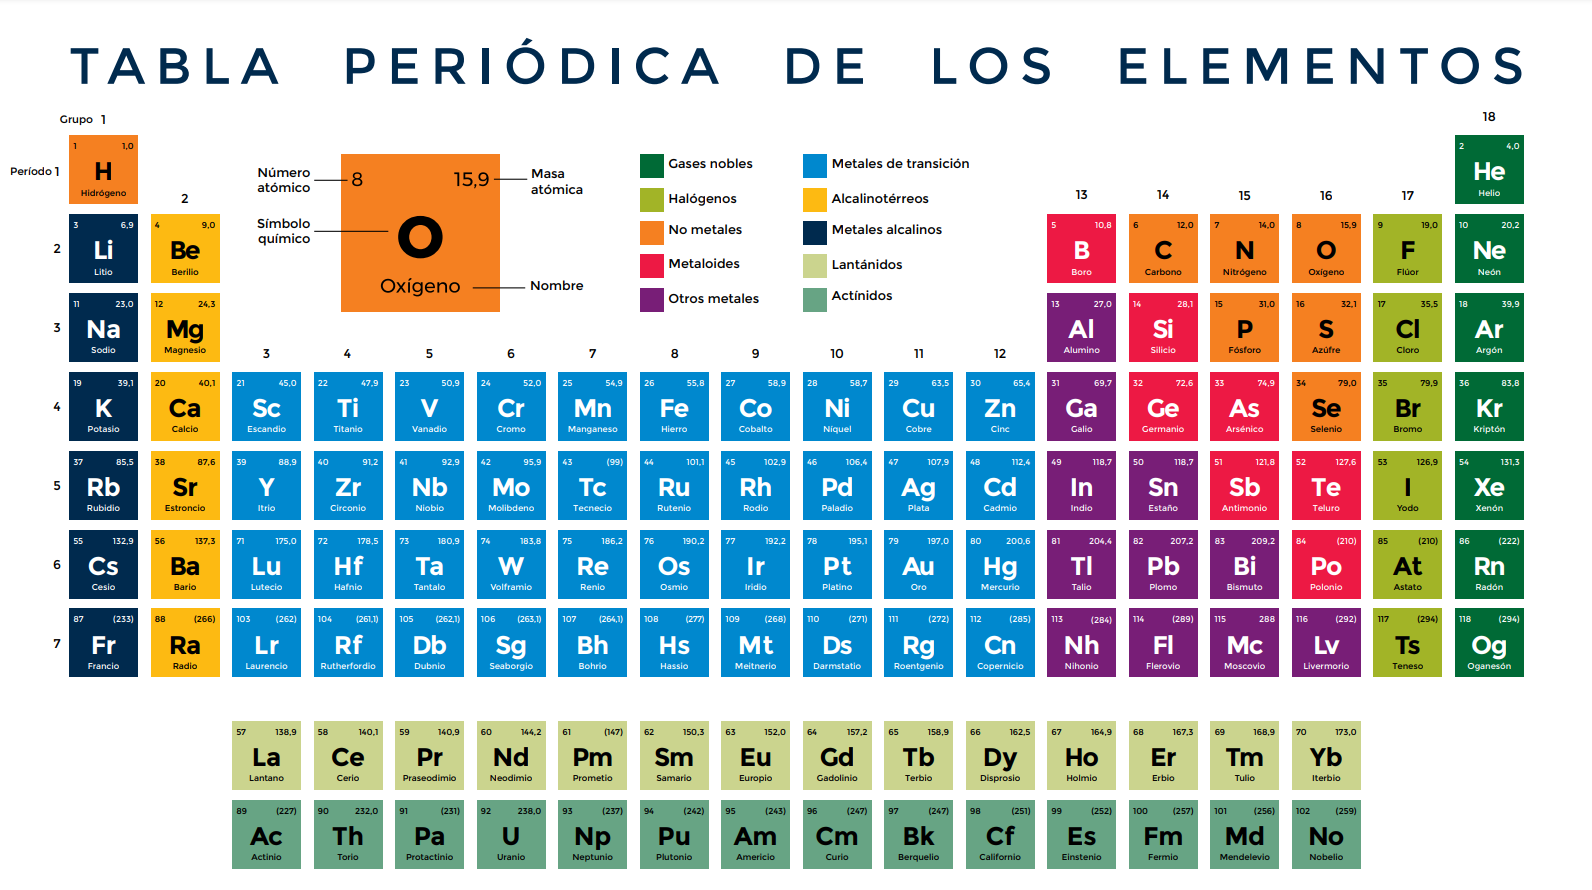 TABLA PERIÓDICA DE LOS ELEMENTOS
Grupo 1
18
Período 1
1 1,0
H
Hidrógeno
2 4,0
He
Helio
Número atómico
8 15,9
Masa atómica
Símbolo químico
O
Oxígeno
Nombre
Gases nobles
Halógenos
No metales
Metaloides
Otros metales
Metales de transición
Alcalinotérreos
Metales alcalinos
Lantánidos
Actínidos
2
13 14 15 16 17
2
3 6,9 4 9,0 5 10,8 6 12,0 7 14,0 8 15,9 9 19,0 10 20,2
Li Be B C N O F Ne
Litio Berilio Boro Carbono Nitrógeno Oxígeno Flúor Neón
3
11 23,0 12 24,3 13 27,0 14 28,1 15 31,0 16 32,1 17 35,5 18 39,9
Na Mg Al Si P S Cl Ar
Sodio Magnesio Alumino Silicio Fósforo Azúfre Cloro Argón
3 4 5 6 7 8 9 10 11 12
4
19 39,1 20 40,1 21 45,0 22 47,9 23 50,9 24 52,0 25 54,9 26 55,8 27 58,9 28 58,7 29 63,5 30 65,4 31 69,7 32 72,6 33 74,9 34 79,0 35 79,9 36 83,8
K Ca Sc Ti V Cr Mn Fe Co Ni Cu Zn Ga Ge As Se Br Kr
Potasio Calcio Escandio Titanio Vanadio Cromo Manganeso Hierro Cobalto Níquel Cobre Cinc Galio Germanio Arsénico Selenio Bromo Kriptón
5
37 85,5 38 87,6 39 88,9 40 91,2 41 92,9 42 95,9 43 (99) 44 101,1 45 102,9 46 106,4 47 107,9 48 112,4 49 118,7 50 118,7 51 121,8 52 127,6 53 126,9 54 131,3
Rb Sr Y Zr Nb Mo Tc Ru Rh Pd Ag Cd In Sn Sb Te I Xe
Rubidio Estroncio Itrio Circonio Niobio Molibdeno Tecnecio Rutenio Rodio Paladio Plata Cadmio Indio Estaño Antimonio Teluro Yodo Xenón
6
55 132,9 56 137,3 71 175,0 72 178,5 73 180,9 74 183,8 75 186,2 76 190,2 77 192,2 78 195,1 79 197,0 80 200,6 81 204,4 82 207,2 83 209,2 84 (210) 85 (210) 86 (222)
Cs Ba Lu Hf Ta W Re Os Ir Pt Au Hg Tl Pb Bi Po At Rn
Cesio Bario Lutecio Hafnio Tantalo Volframio Renio Osmio Iridio Platino Oro Mercurio Talio Plomo Bismuto Polonio Astato Radón
7
87 (233) 88 (266) 103 (262) 104 (261,1) 105 (262,1) 106 (263,1) 107 (264,1) 108 (277) 109 (268) 110 (271) 111 (272) 112 (285) 113 (284) 114 (289) 115 288 116 (292) 117 (294) 118 (294)
Fr Ra Lr Rf Db Sg Bh Hs Mt Ds Rg Cn Nh Fl Mc Lv Ts Og
Francio Radio Laurencio Rutherfordio Dubnio Seaborgio Bohrio Hassio Meitnerio Darmstatio Roentgenio Copernicio Nihonio Flerovio Moscovio Livermorio Teneso Oganesón
57 138,9 58 140,1 59 140,9 60 144,2 61 (147) 62 150,3 63 152,0 64 157,2 65 158,9 66 162,5 67 164,9 68 167,3 69 168,9 70 173,0
La Ce Pr Nd Pm Sm Eu Gd Tb Dy Ho Er Tm Yb
Lantano Cerio Praseodimio Neodimio Prometio Samario Europio Gadolinio Terbio Disprosio Holmio Erbio Tulio Iterbio
89 (227) 90 232,0 91 (231) 92 238,0 93 (237) 94 (242) 95 (243) 96 (247) 97 (247) 98 (251) 99 (252) 100 (257) 101 (256) 102 (259)
Ac Th Pa U Np Pu Am Cm Bk Cf Es Fm Md No
Actinio Torio Protactinio Uranio Neptunio Plutonio Americio Curio Berquelio Californio Einstenio Fermio Mendelevio Nobelio